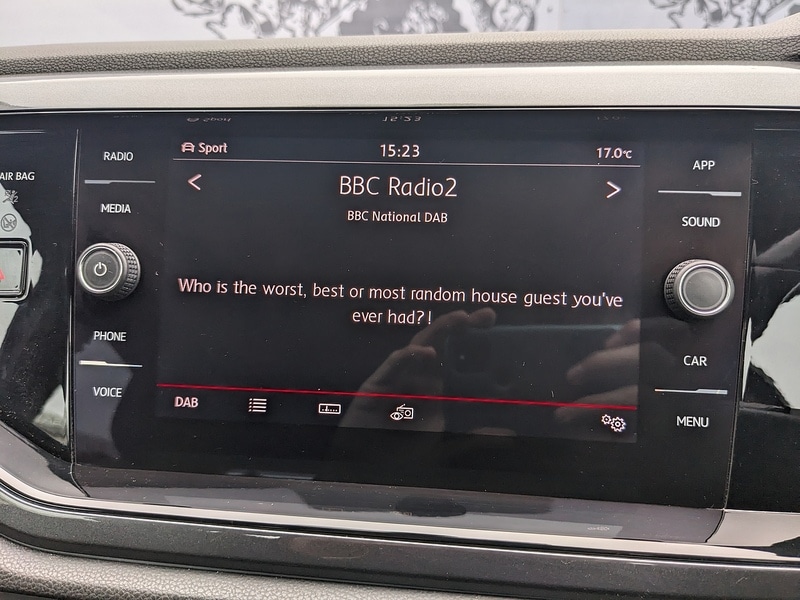 AIR BAG
RADIO
MEDIA
PHONE
VOICE
Sport 15:23 17.0°C
BBC Radio2
BBC National DAB
Who is the worst, best or most random house guest you've
ever had?!
DAB
APP
SOUND
CAR
MENU